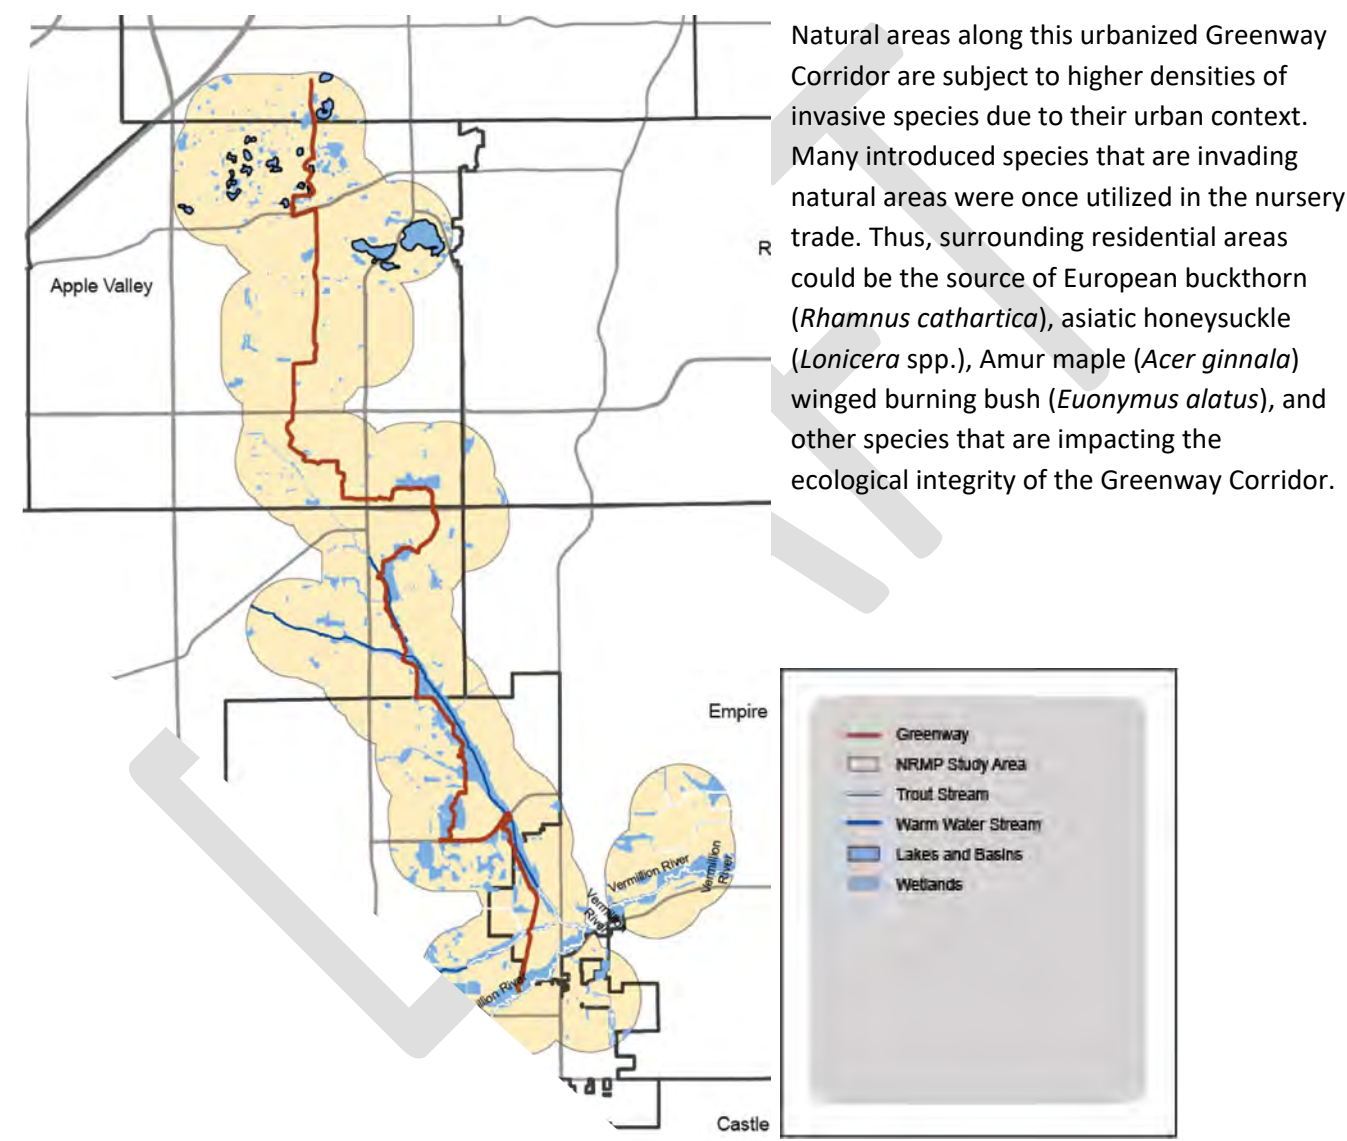 Natural areas along this urbanized Greenway
Corridor are subject to higher densities of
invasive species due to their urban context.
Many introduced species that are invading
natural areas were once utilized in the nursery
trade. Thus, surrounding residential areas
could be the source of European buckthorn
(Rhamnus cathartica), asiatic honeysuckle
(Lonicera spp.), Amur maple (Acer ginnala)
winged burning bush (Euonymus alatus), and
other species that are impacting the
ecological integrity of the Greenway Corridor.
R
Apple Valley
Empire
Vermillion River
Vermillion
River
Vermillion
River
illion River
Castle
Greenway
NRMP Study Area
Trout Stream
Warm Water Stream
Lakes and Basins
Wetlands